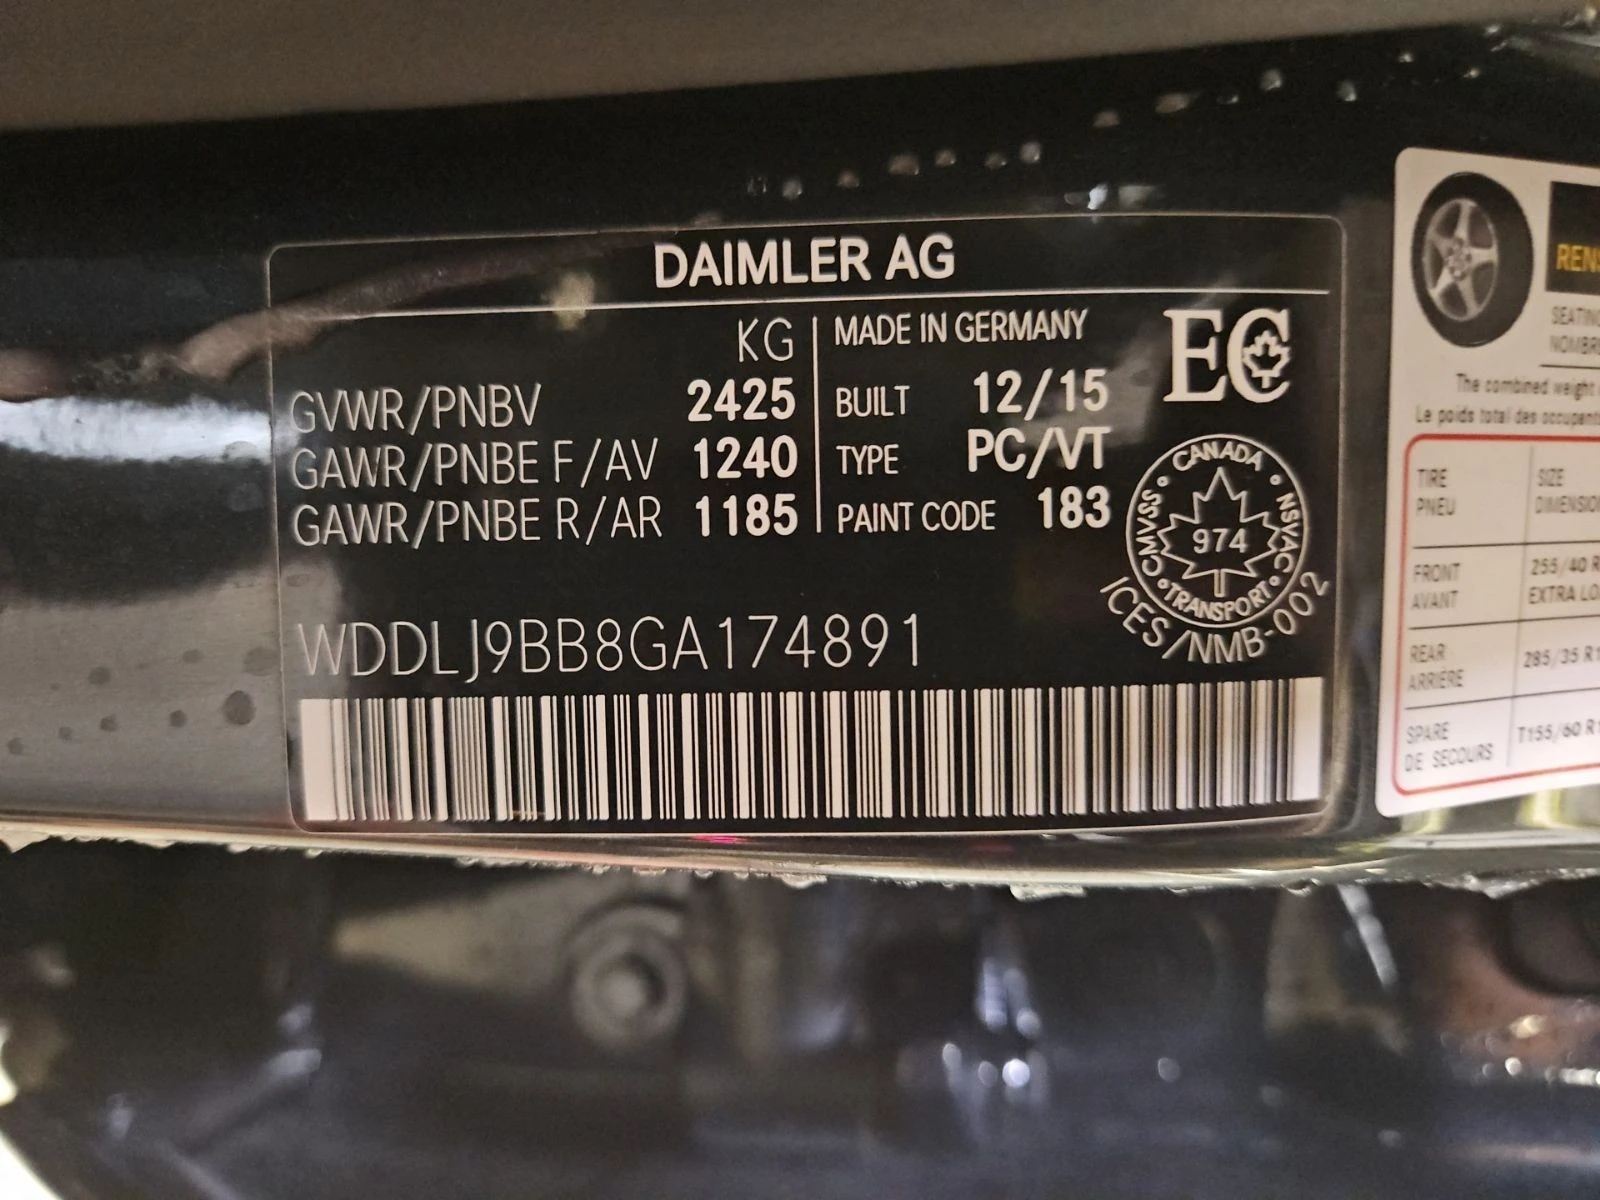 DAIMLER AG
KG
GVWR/PNBV 2425
GAWR/PNBE F/AV 1240
GAWR/PNBE R/AR 1185
MADE IN GERMANY
BUILT 12/15
TYPE PC/VT
PAINT CODE 183
EC
CANADA
CMVSS NSVAC
974
TRANSPORT
ICES/NMB-002
WDDLJ9BB8GA174891
The combined weight
Le poids total des
TIRE SIZE
PNEU
FRONT 255/40 R
AVANT EXTRA
REAR 285/35
ARRIÈRE
SPARE T155/60
DE SECOURS